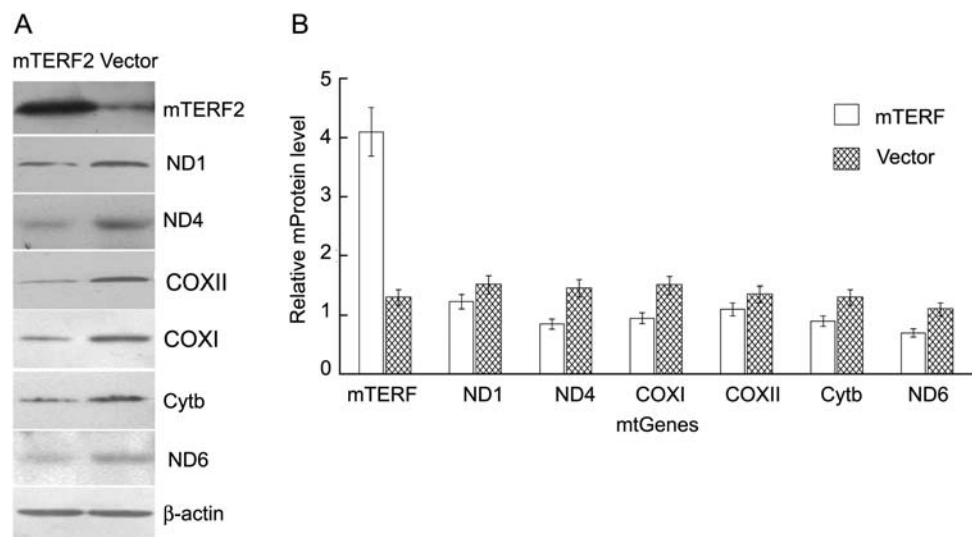 A
mTERF2 Vector
mTERF2
ND1
ND4
COXII
COXI
Cytb
ND6
β-actin
B
Relative mProtein level
5
4
3
2
1
0
mTERF
Vector
mTERF ND1 ND4 COXI COXII Cytb ND6
mtGenes